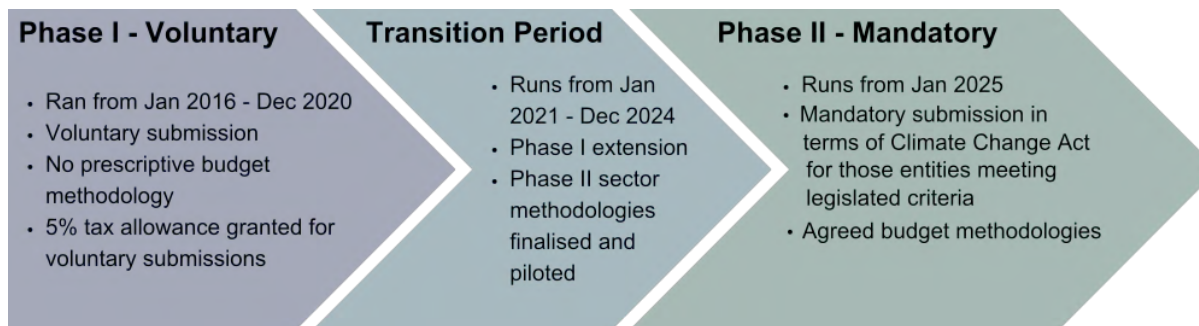 Phase I - Voluntary
• Ran from Jan 2016 - Dec 2020
• Voluntary submission
• No prescriptive budget
methodology
• 5% tax allowance granted for
voluntary submissions
Transition Period
• Runs from Jan
2021 - Dec 2024
• Phase I extension
• Phase II sector
methodologies
finalised and
piloted
Phase II - Mandatory
• Runs from Jan 2025
• Mandatory submission in
terms of Climate Change Act
for those entities meeting
legislated criteria
• Agreed budget methodologies